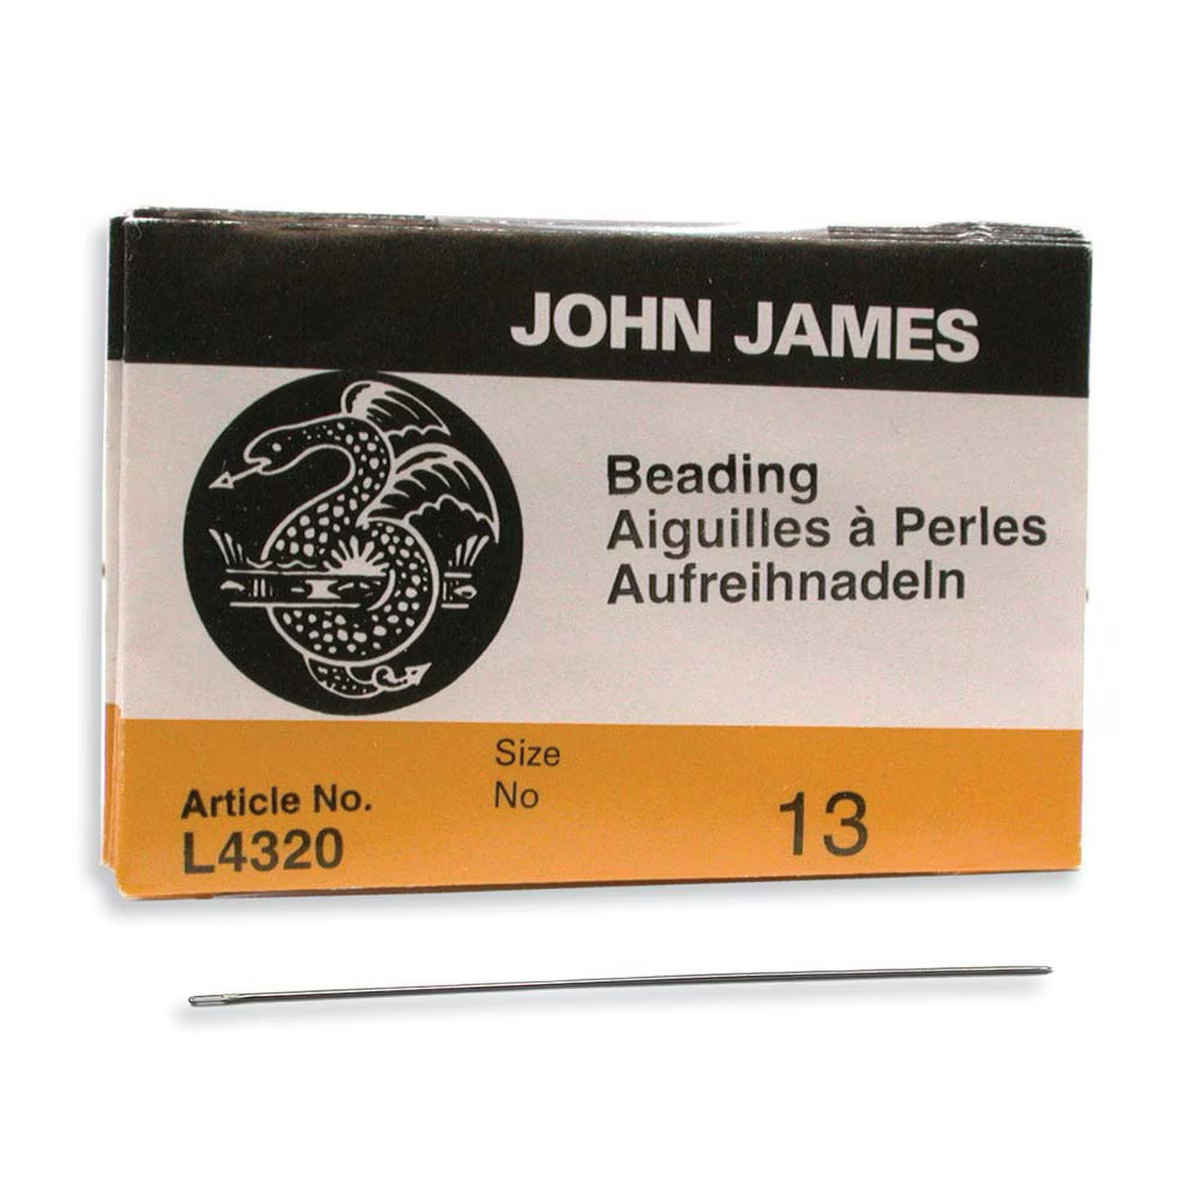 JOHN JAMES
Beading
Aiguilles à Perles
Aufreihnadeln
Size
No
Article No.
L4320
13